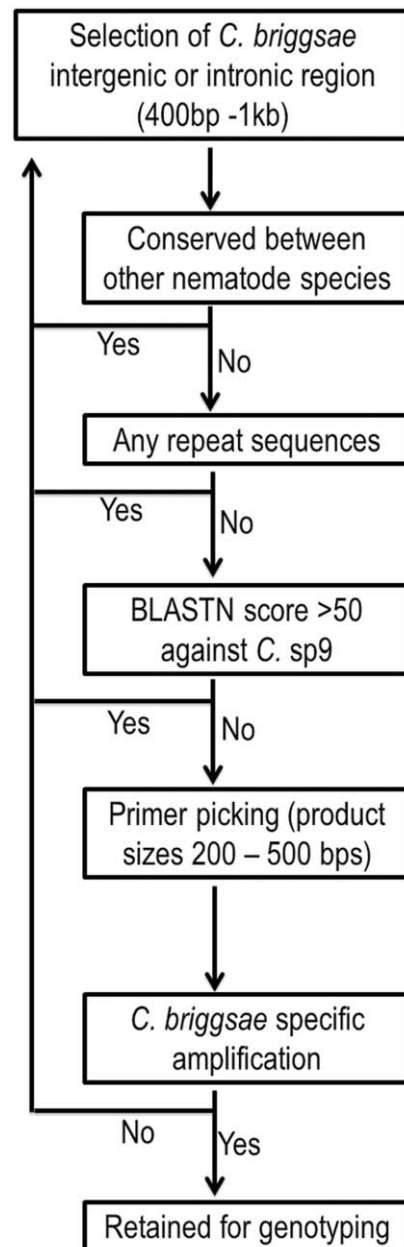 Selection of C. briggsae
intergenic or intronic region
(400bp -1kb)
Conserved between
other nematode species
Yes
No
Any repeat sequences
Yes
No
BLASTN score >50
against C. sp9
Yes
No
Primer picking (product
sizes 200 – 500 bps)
C. briggsae specific
amplification
No
Yes
Retained for genotyping